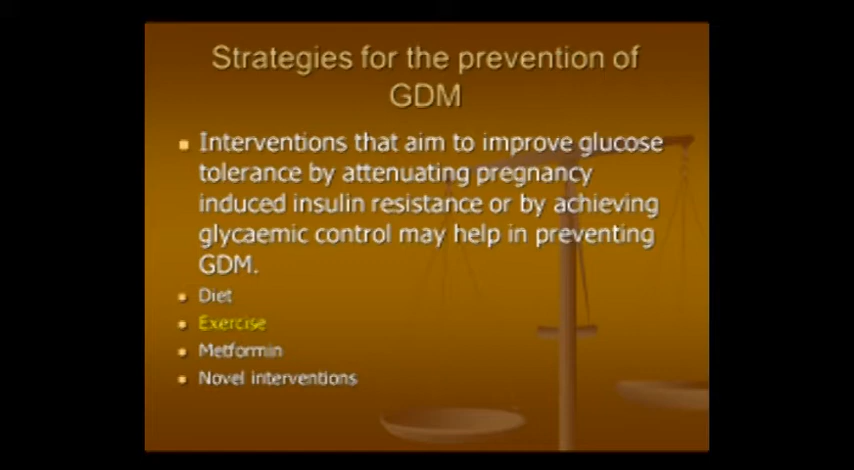 Strategies for the prevention of
GDM
Interventions that aim to improve glucose
tolerance by attenuating pregnancy
induced insulin resistance or by achieving
glycaemic control may help in preventing
GDM.
Diet
Exercise
Metformin
Novel interventions